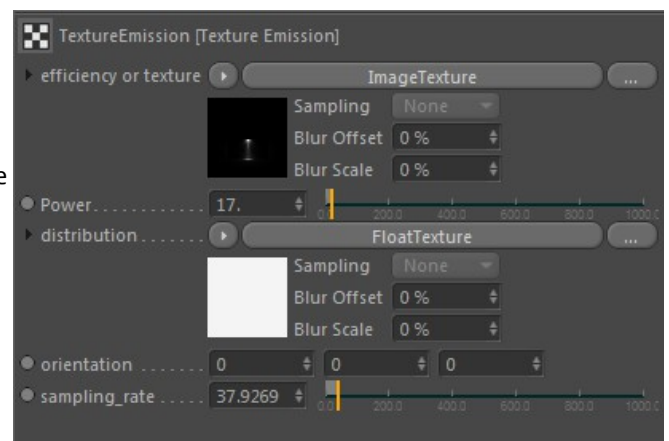 TextureEmission [Texture Emission]
efficiency or texture ImageTexture ...
Sampling None
Blur Offset 0 %
Blur Scale 0 %
e
Power............ 17.
0.0 200.0 400.0 600.0 800.0 1000.0
distribution....... FloatTexture ...
Sampling None
Blur Offset 0 %
Blur Scale 0 %
orientation ....... 0 0 0
sampling_rate ..... 37.9269
0.0 200.0 400.0 600.0 800.0 1000.0